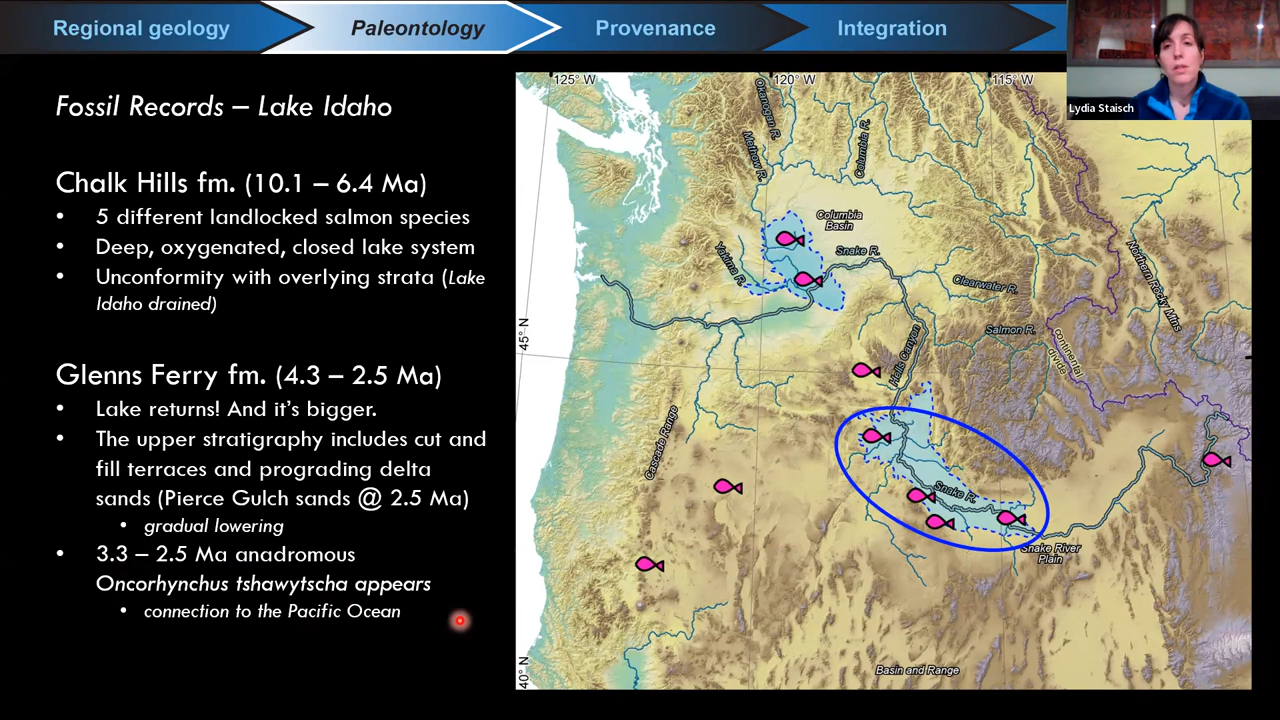 Regional geology
Paleontology
Provenance
Integration
Lydia Staisch
Fossil Records – Lake Idaho
Chalk Hills fm. (10.1 – 6.4 Ma)
• 5 different landlocked salmon species
• Deep, oxygenated, closed lake system
• Unconformity with overlying strata (Lake
Idaho drained)
Glenns Ferry fm. (4.3 – 2.5 Ma)
• Lake returns! And it's bigger.
• The upper stratigraphy includes cut and
fill terraces and prograding delta
sands (Pierce Gulch sands @ 2.5 Ma)
• gradual lowering
• 3.3 – 2.5 Ma anadromous
Oncorhynchus tshawytscha appears
• connection to the Pacific Ocean
125° W
120° W
115° W
Okanogan R.
Methow R.
Columbia R.
Columbia
Basin
Snake R.
Yakima R.
Clearwater R.
Northern Rocky Mtns
45° N
Salmon R.
continental
divide
Hells Canyon
Cascade Range
Snake R.
Snake River
Plain
Basin and Range
40° N